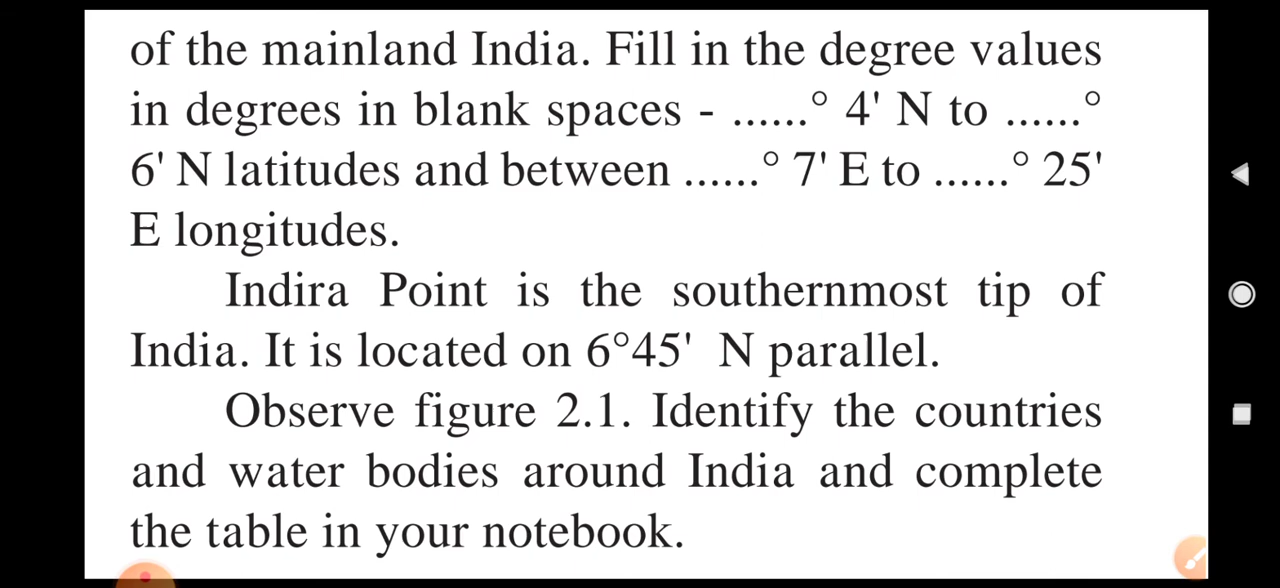 of the mainland India. Fill in the degree values
in degrees in blank spaces - ......° 4' N to ......°
6' N latitudes and between ......° 7' E to ......° 25'
E longitudes.
Indira Point is the southernmost tip of
India. It is located on 6°45' N parallel.
Observe figure 2.1. Identify the countries
and water bodies around India and complete
the table in your notebook.